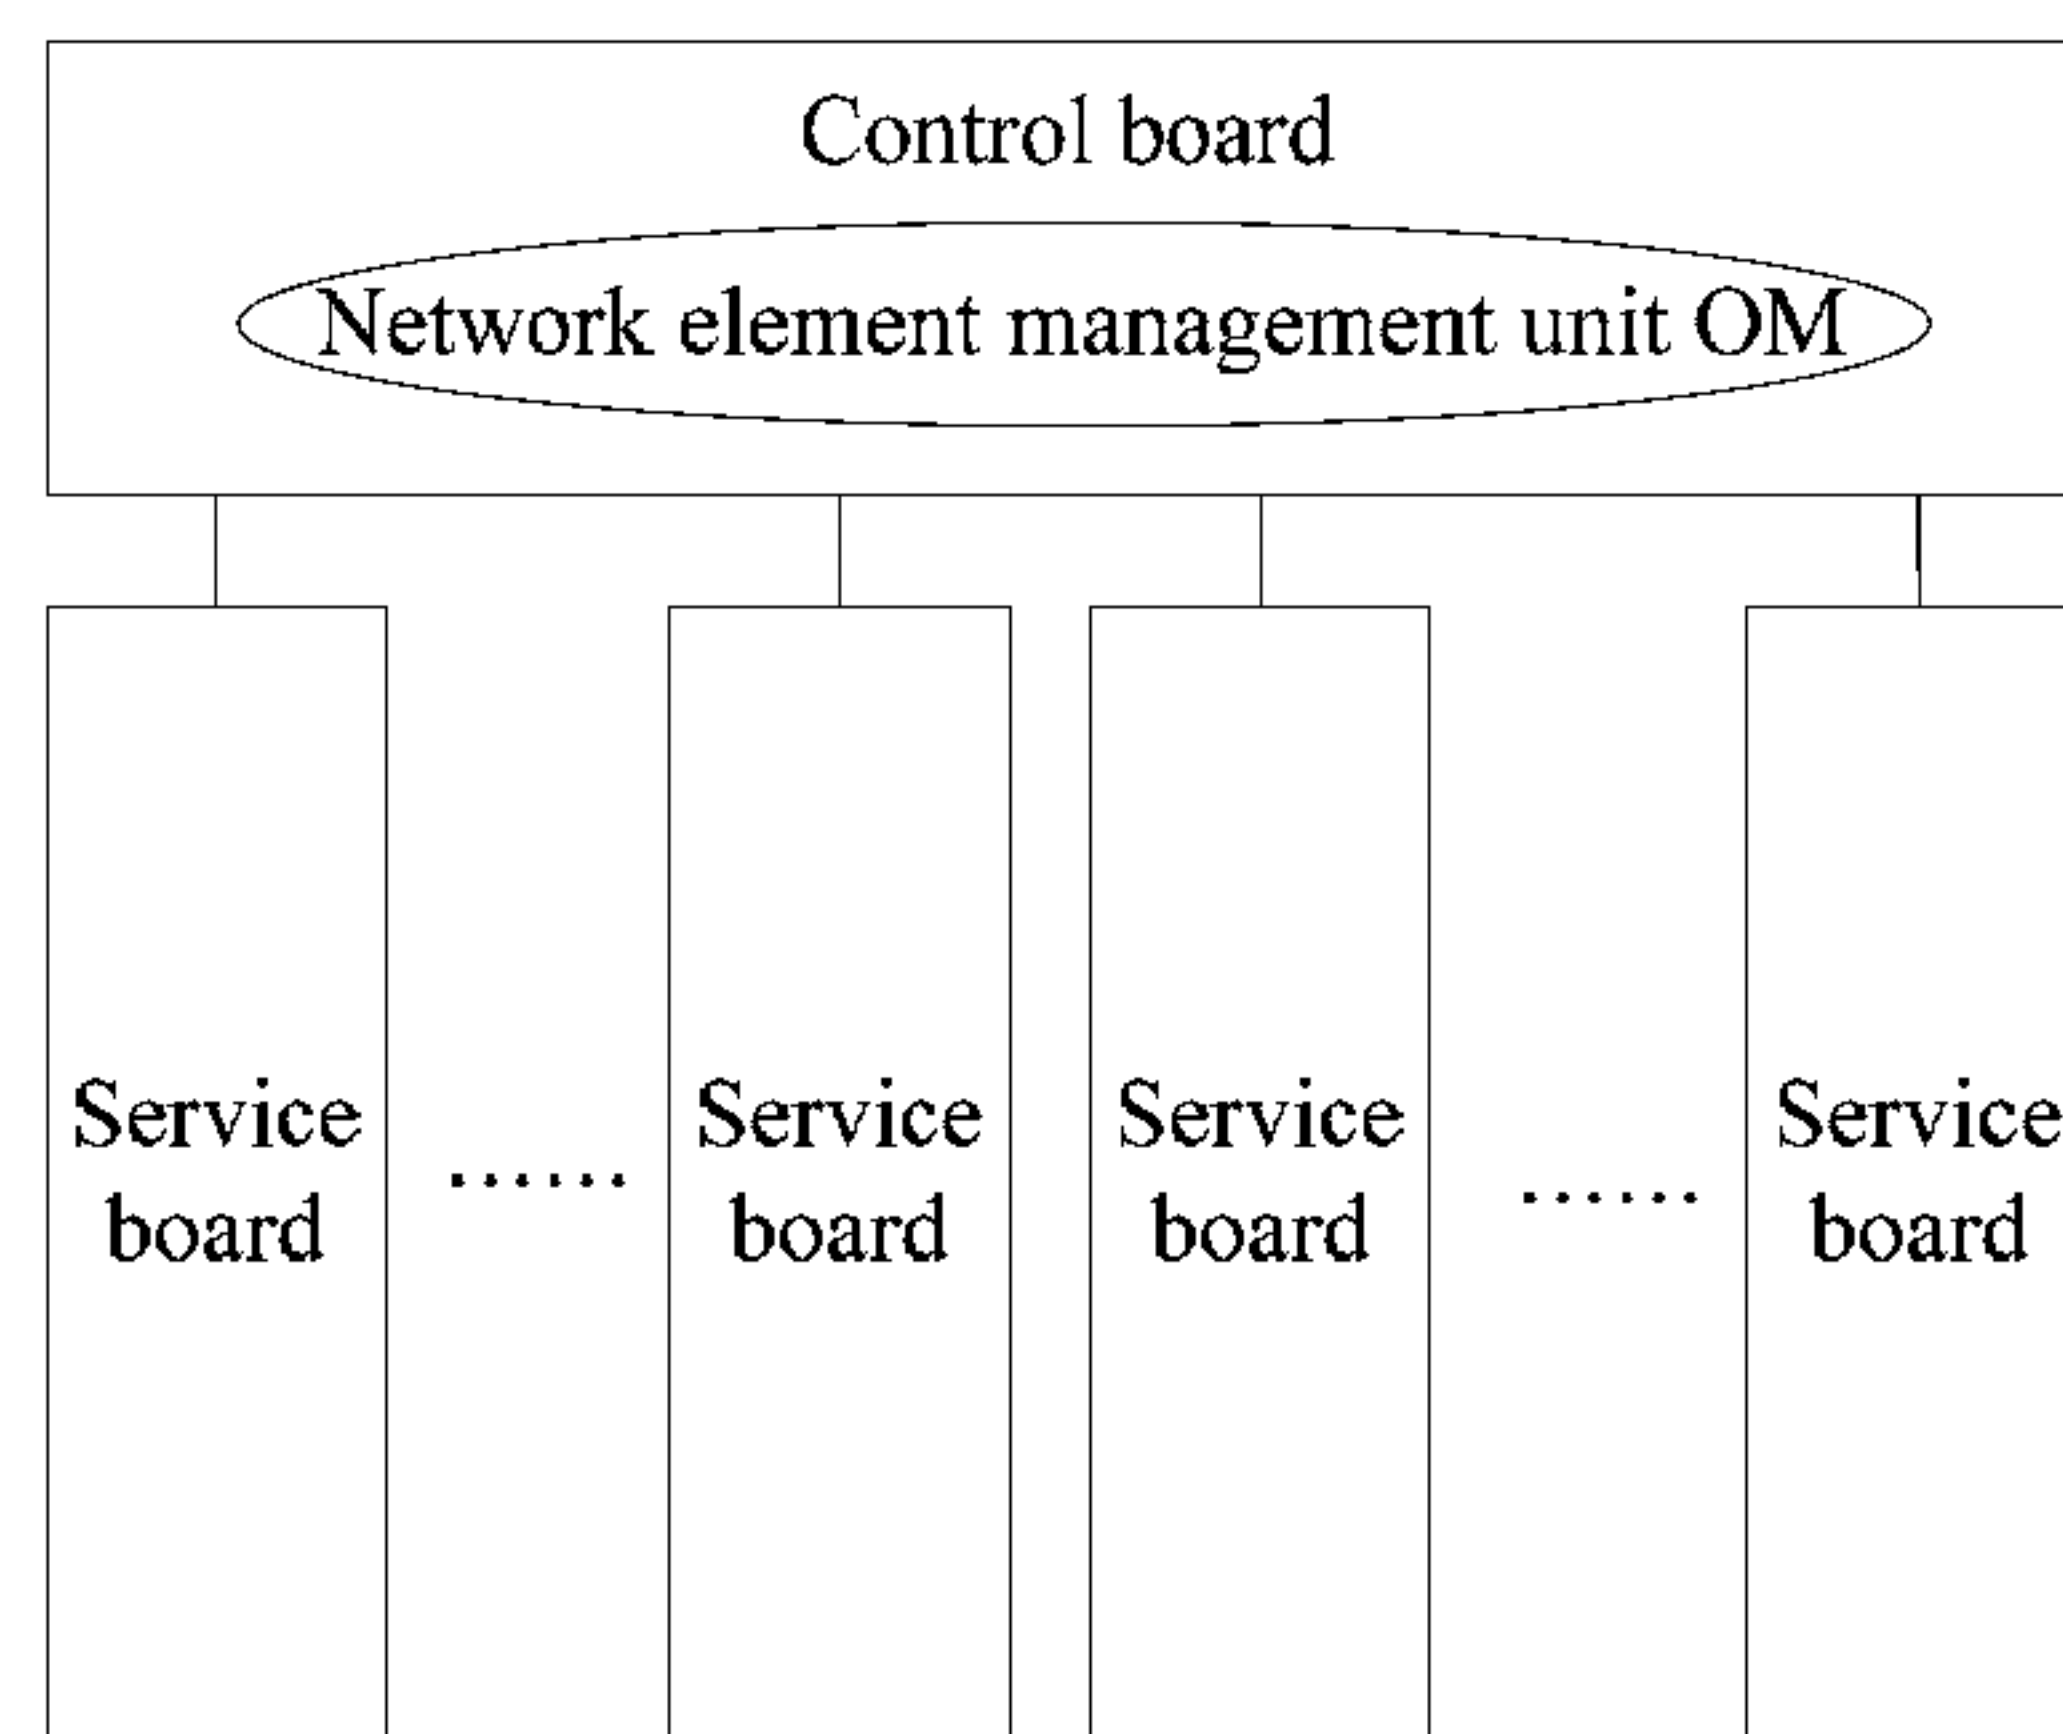 Control board
Network element management unit OM
Service
board
......
Service
board
Service
board
......
Service
board